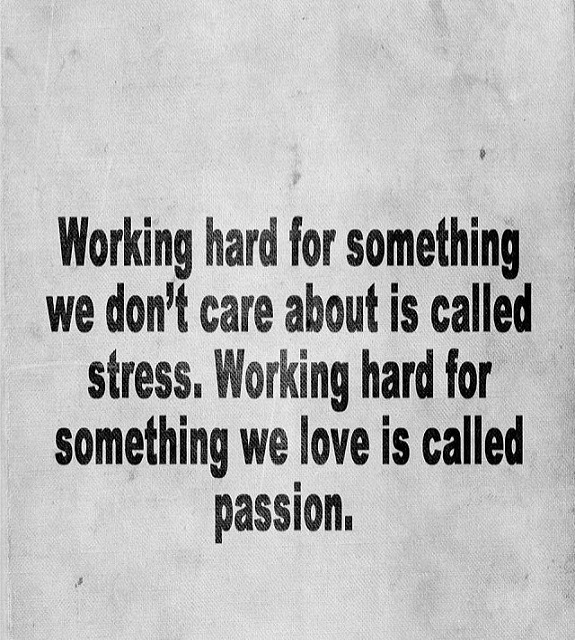 Working hard for something
we don't care about is called
stress. Working hard for
something we love is called
passion.